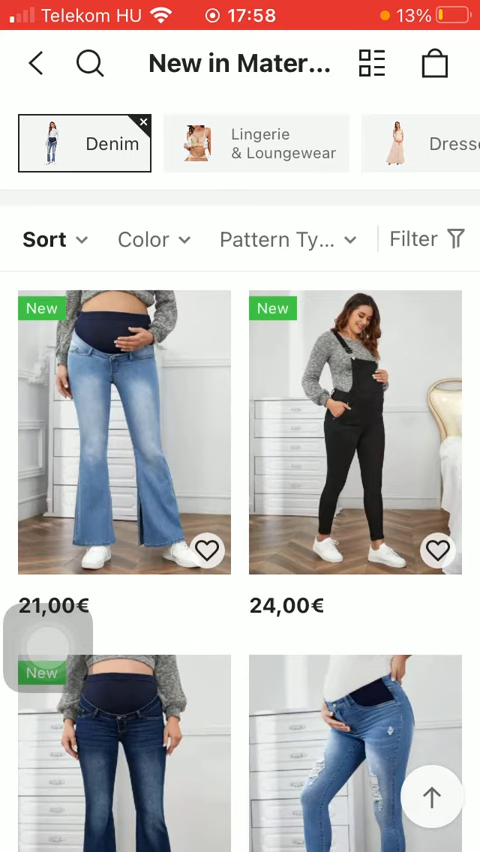 Telekom HU 17:58 13%
New in Mater...
Denim
Lingerie
& Loungewear
Dress
Sort Color Pattern Ty... Filter
New
New
21,00€
24,00€
New